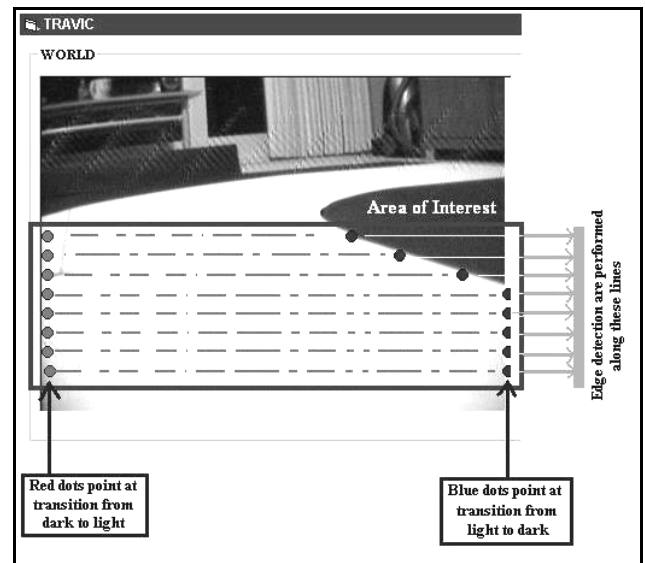 TRAVIC
WORLD
Area of Interest
Edge detection are performed
along these lines
Red dots point at
transition from
dark to light
Blue dots point at
transition from
light to dark